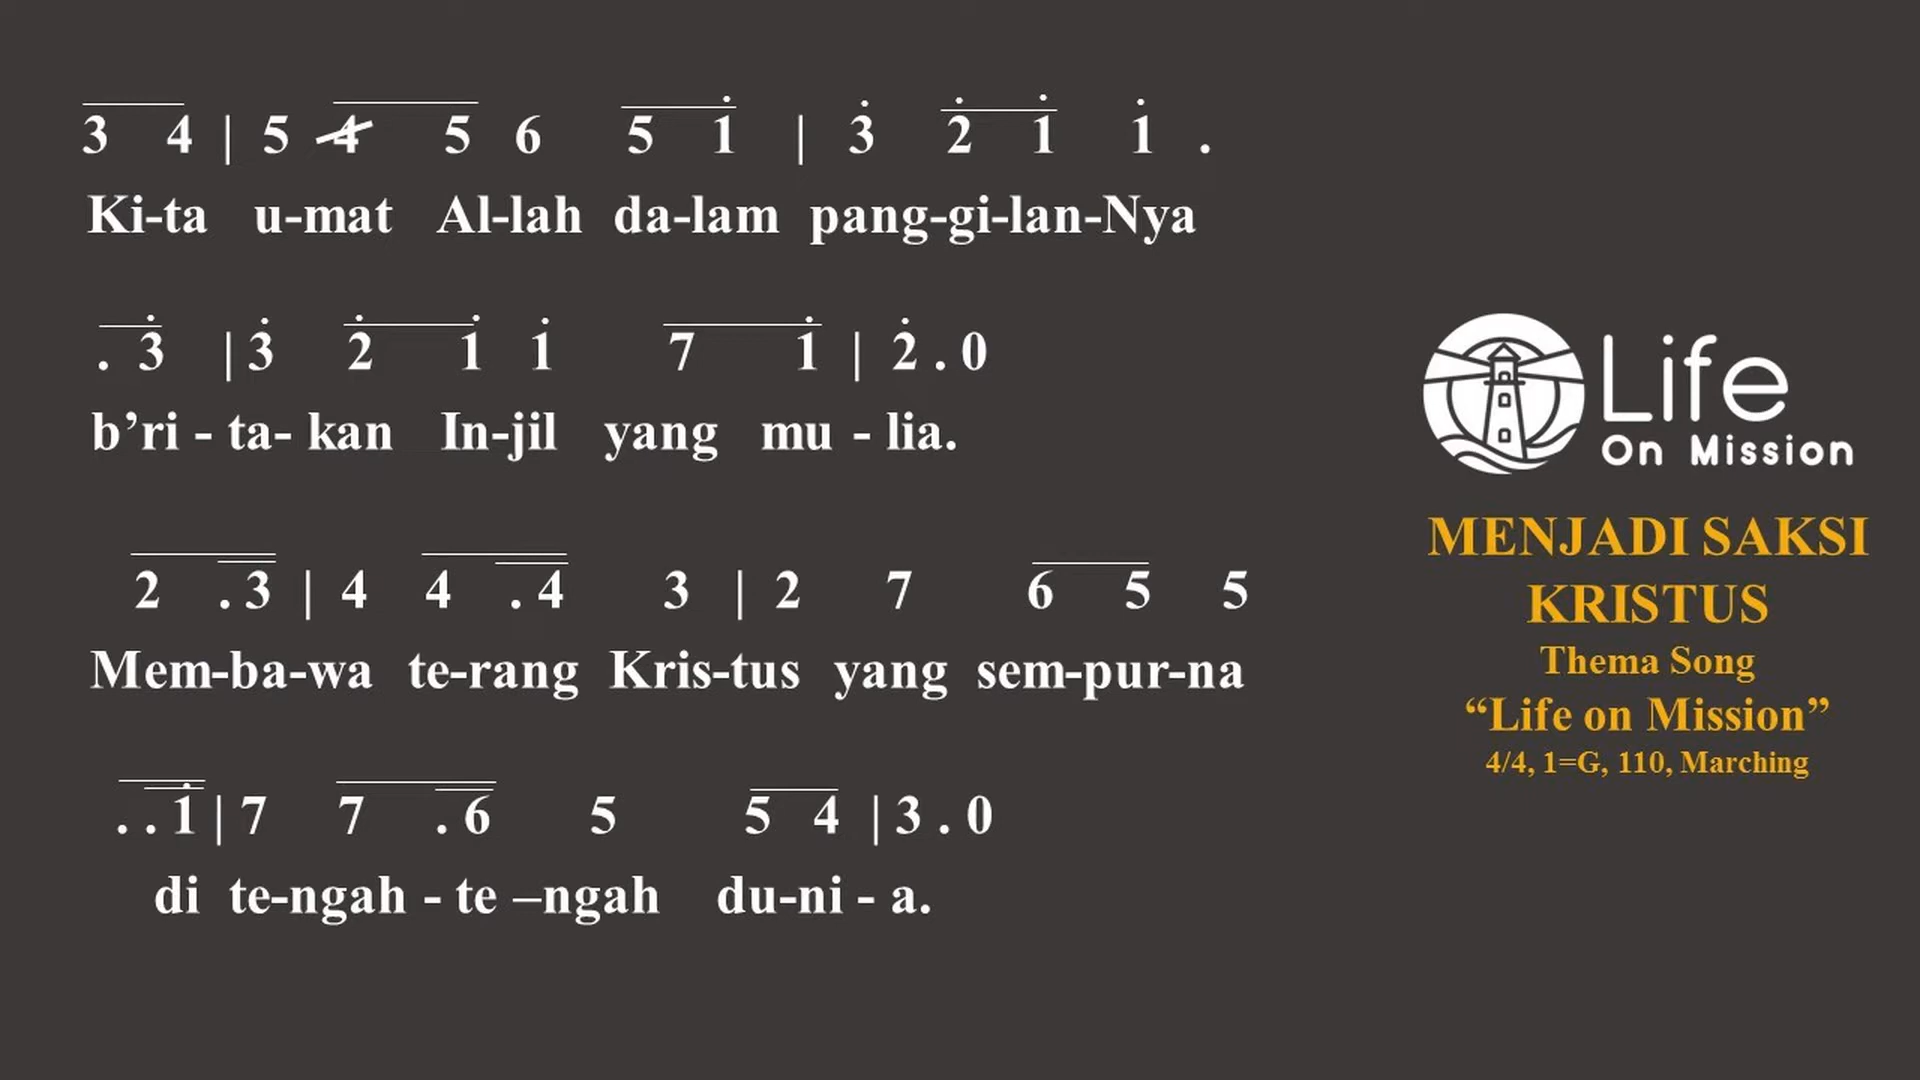 3 4 | 5 4̸ 5 6 5 1̇ | 3̇ 2̇ 1̇ 1̇ .
Ki-ta u-mat Al-lah da-lam pang-gi-lan-Nya
. 3̇ | 3̇ 2̇ 1̇ 1̇ 7 1̇ | 2̇ . 0
b’ri - ta- kan In-jil yang mu - lia.
2 . 3 | 4 4 . 4 3 | 2 7 6 5 5
Mem-ba-wa te-rang Kris-tus yang sem-pur-na
. . 1̇ | 7 7 . 6 5 5 4 | 3 . 0
di te-ngah - te –ngah du-ni - a.
Life
On Mission
MENJADI SAKSI
KRISTUS
Thema Song
“Life on Mission”
4/4, 1=G, 110, Marching